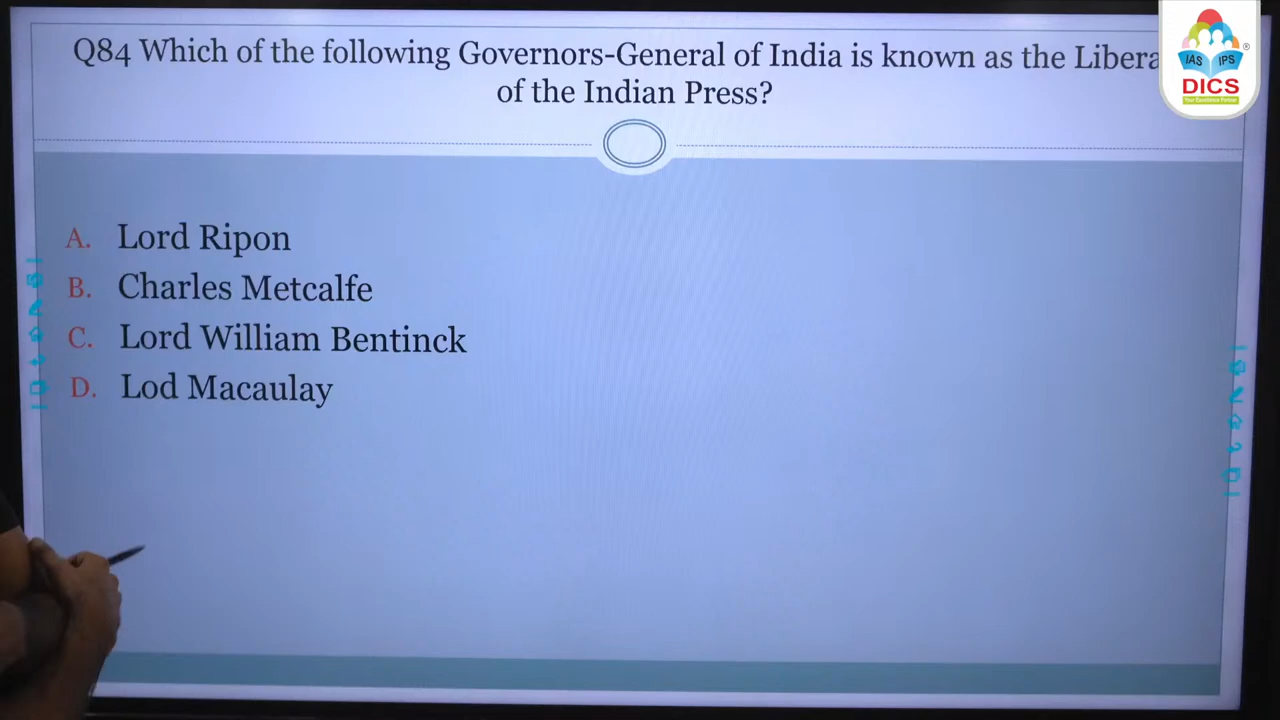 Q84 Which of the following Governors-General of India is known as the Libera
of the Indian Press?
A. Lord Ripon
B. Charles Metcalfe
C. Lord William Bentinck
D. Lod Macaulay
IAS IPS
DICS